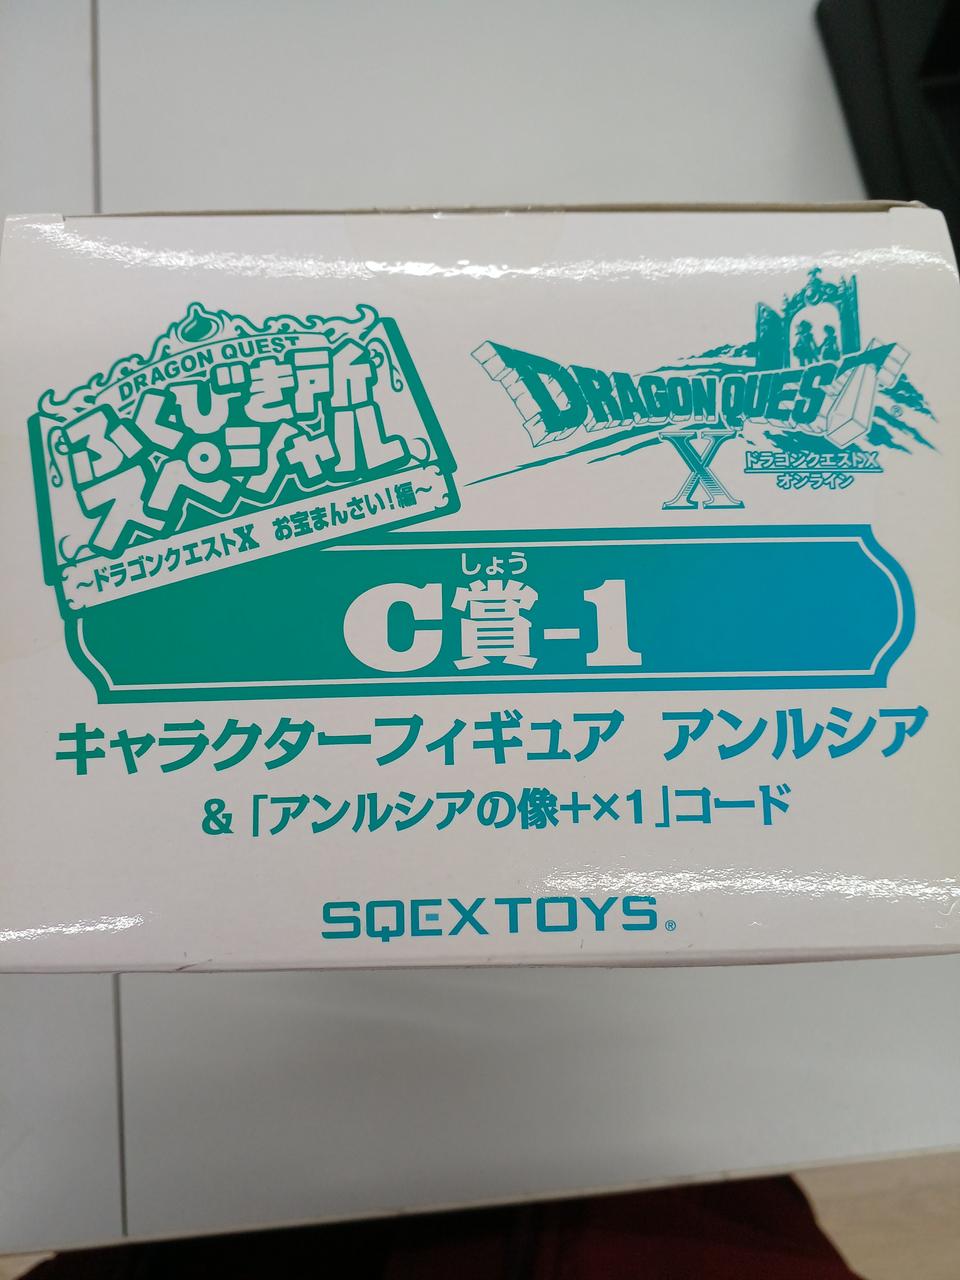 DRAGON QUEST
ふくびき所
スペシャル
～ドラゴンクエストX お宝まんさい!編～
DRAGON QUEST
X
ドラゴンクエストX
オンライン
®
しょう
C賞-1
キャラクターフィギュア アンルシア
&「アンルシアの像+×1」コード
SQEX TOYS®